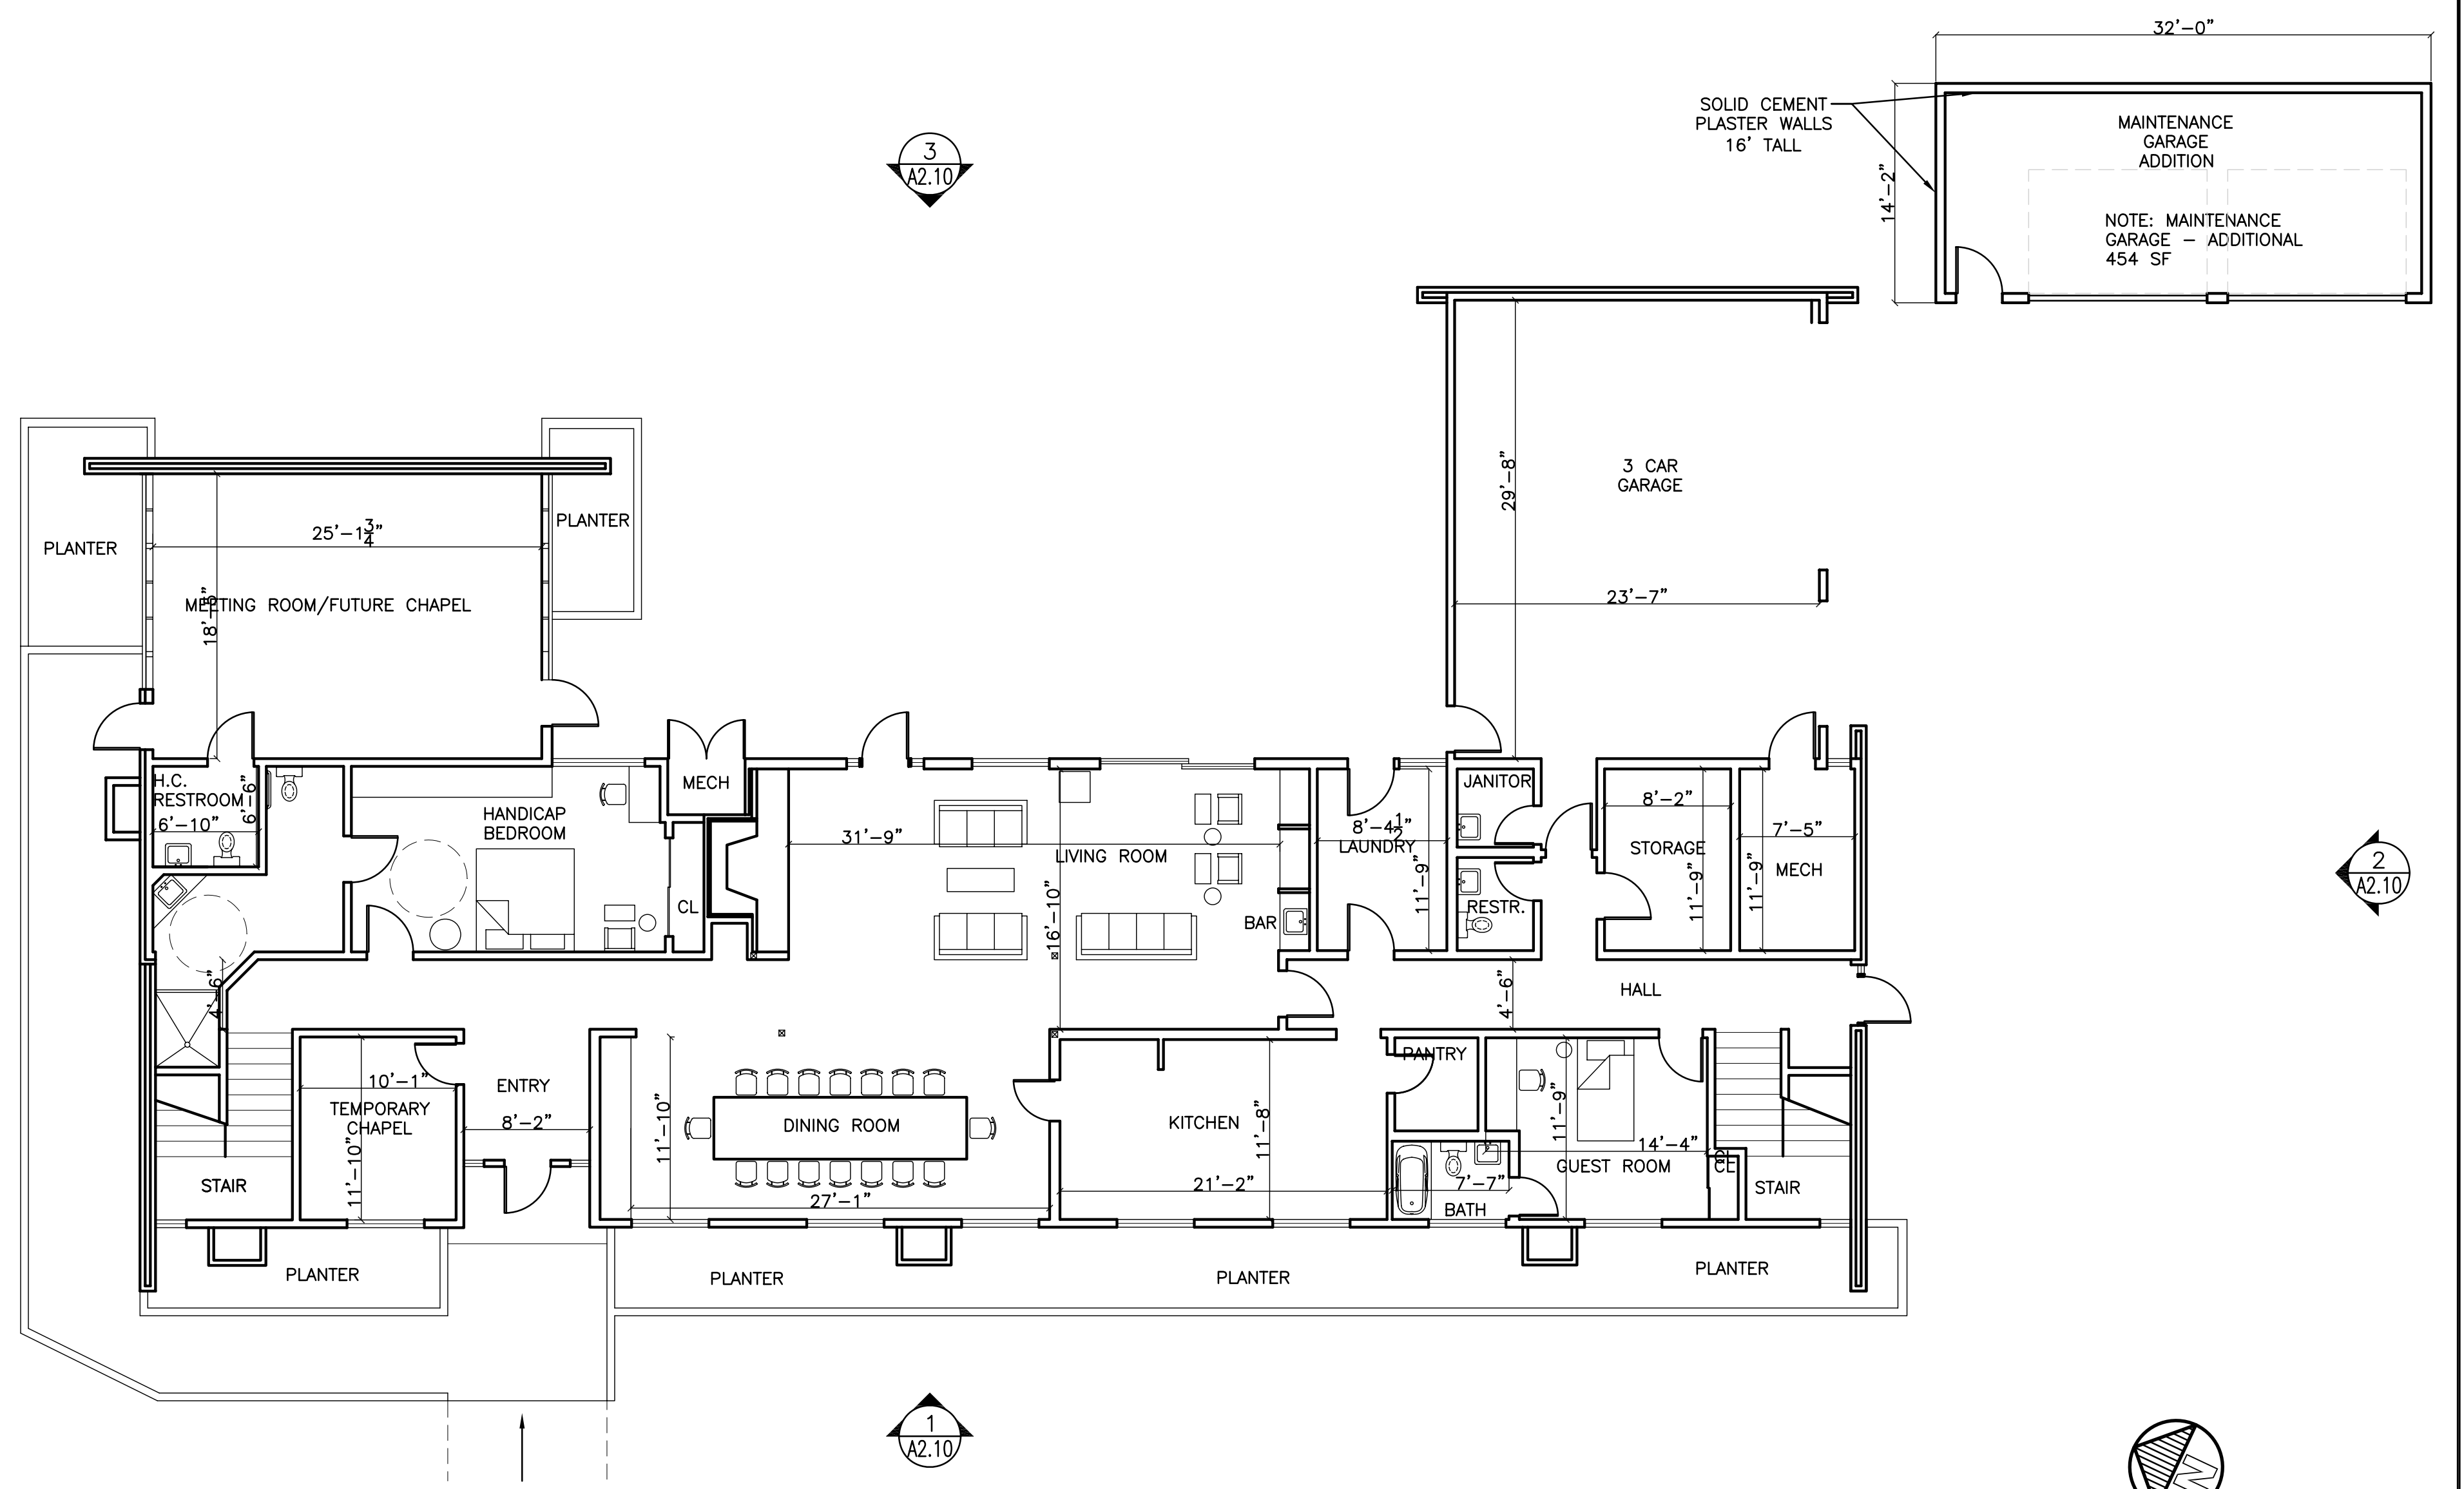 32'-0"
SOLID CEMENT
PLASTER WALLS
16' TALL
MAINTENANCE
GARAGE
ADDITION
14'-2"
NOTE: MAINTENANCE
GARAGE - ADDITIONAL
454 SF
3
A2.10
29'-8"
3 CAR
GARAGE
23'-7"
PLANTER
PLANTER
25'-1 3/4"
MEETING ROOM/FUTURE CHAPEL
H.C.
RESTROOM
6'-6"
6'-10"
HANDICAP
BEDROOM
MECH
CL
31'-9"
LIVING ROOM
16'-10"
BAR
8'-4 1/2"
LAUNDRY
11'-9"
JANITOR
RESTR.
8'-2"
STORAGE
11'-9"
7'-5"
MECH
11'-9"
2
A2.10
4'-6"
4'-6"
HALL
10'-1"
TEMPORARY
CHAPEL
11'-10"
ENTRY
8'-2"
STAIR
11'-10"
DINING ROOM
27'-1"
KITCHEN
11'-8"
21'-2"
PANTRY
7'-7"
BATH
11'-9"
14'-4"
GUEST ROOM
STAIR
PLANTER
PLANTER
PLANTER
PLANTER
1
A2.10
N